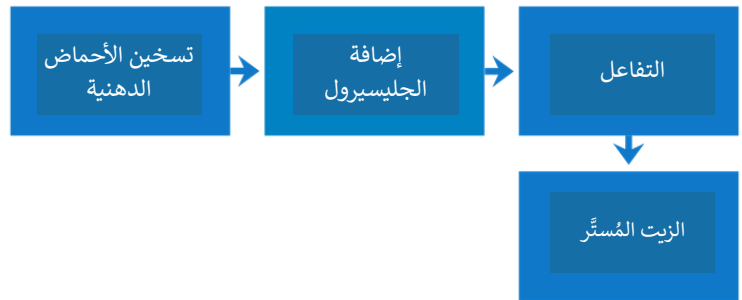 تسخين الأحماض
الدهنية
إضافة
الجليسيرول
التفاعل
الزيت المُستَّر